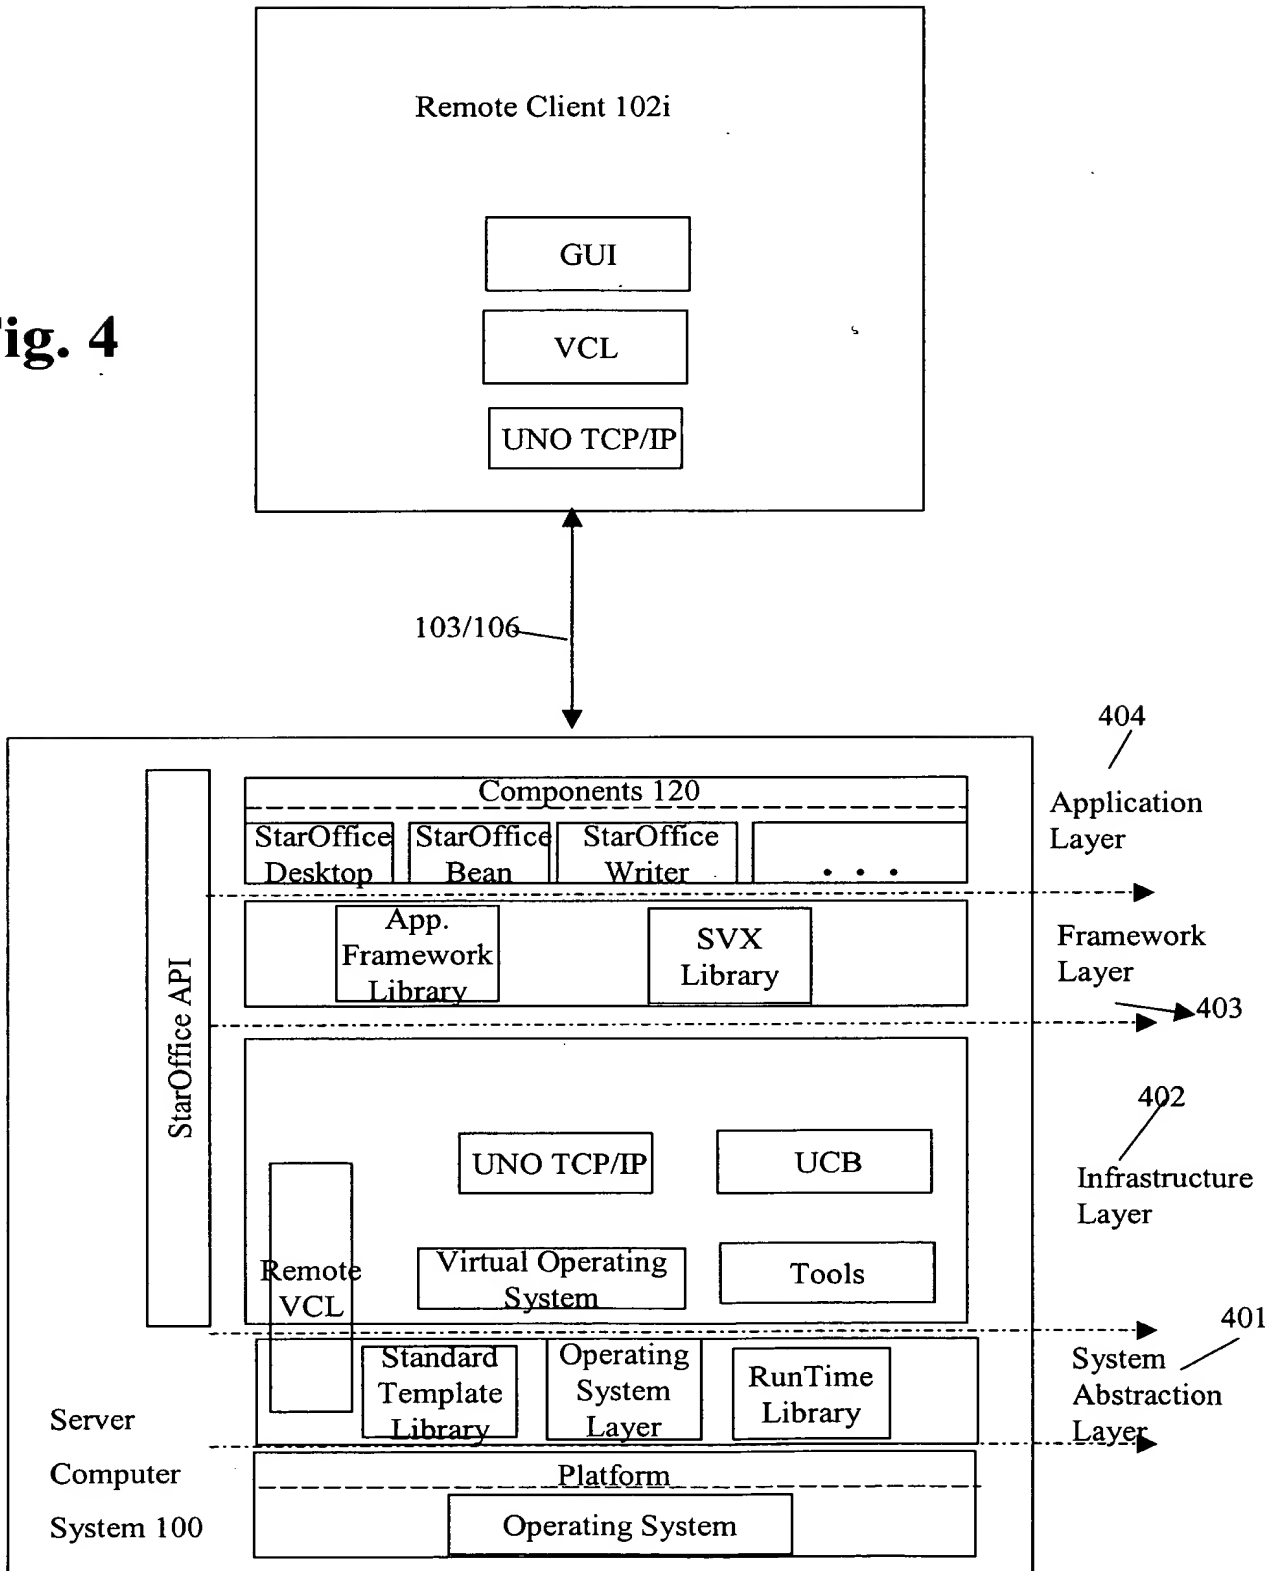 Remote Client 102i
GUI
ig. 4
VCL
UNO TCP/IP
103/106
404
Components 120
Application
Layer
StarOffice
Desktop
StarOffice
Bean
StarOffice
Writer
. . .
StarOffice API
App.
Framework
Library
SVX
Library
Framework
Layer
403
402
UNO TCP/IP
UCB
Infrastructure
Layer
Remote
VCL
Virtual Operating
System
Tools
401
System
Abstraction
Layer
Standard
Template
Library
Operating
System
Layer
RunTime
Library
Server
Computer
System 100
Platform
Operating System